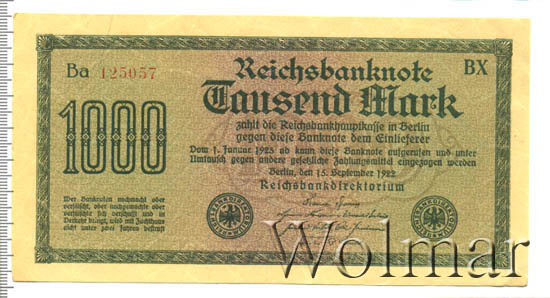 Ba 125057
Reichsbanknote
BX
1000
Tausend Mark
zahlt die Reichsbankhauptkasse in Berlin
gegen diese Banknote dem Einlieferer
Vom 1. Januar 1923 ab kann diese Banknote aufgerufen und unter
Umtausch gegen andere gesetzliche Zahlungsmittel eingezogen werden
Berlin, den 15. September 1922
Reichsbankdirektorium
Wer Banknoten nachmacht oder
verfälscht, oder nachgemachte oder
verfälschte sich verschafft und in
Verkehr bringt, wird mit Zuchthaus
nicht unter zwei Jahren bestraft
Wolmar